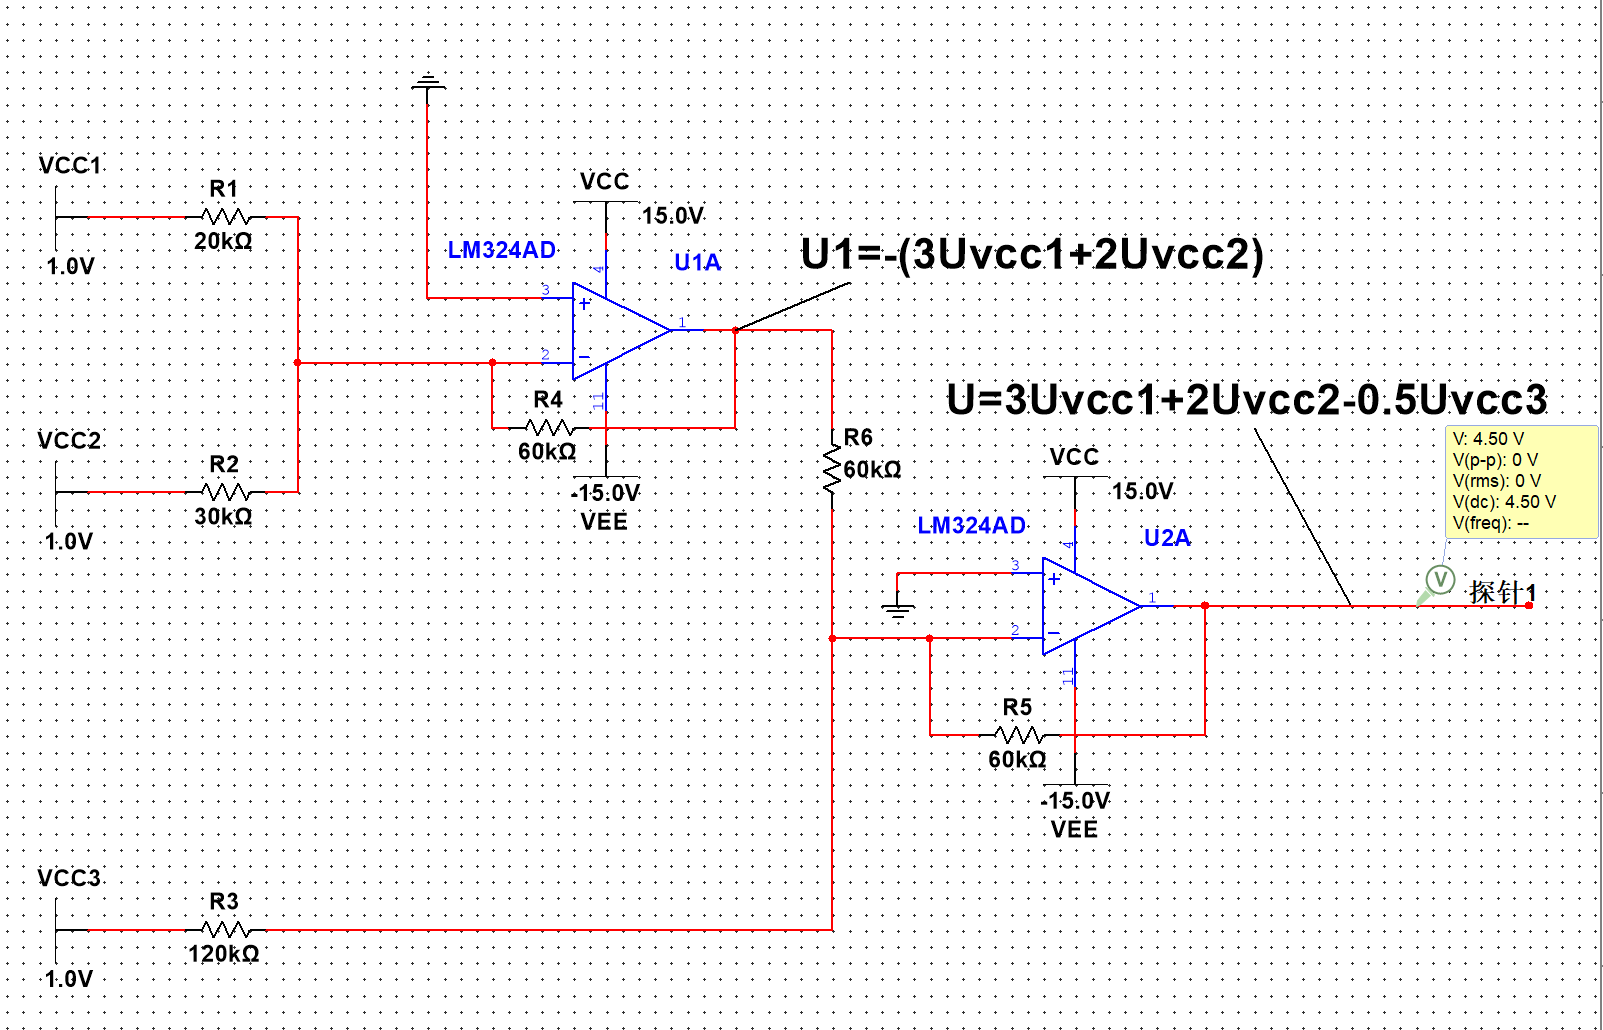 VCC1
R1
20kΩ
1.0V
VCC
15.0V
LM324AD
U1A
3
4
2
11
1
U1=-(3Uvcc1+2Uvcc2)
R4
60kΩ
-15.0V
VEE
VCC2
R2
30kΩ
1.0V
R6
60kΩ
U=3Uvcc1+2Uvcc2-0.5Uvcc3
V: 4.50 V
V(p-p): 0 V
V(rms): 0 V
V(dc): 4.50 V
V(freq): --
V
探针1
VCC
15.0V
LM324AD
U2A
3
4
2
11
1
R5
60kΩ
-15.0V
VEE
VCC3
R3
120kΩ
1.0V